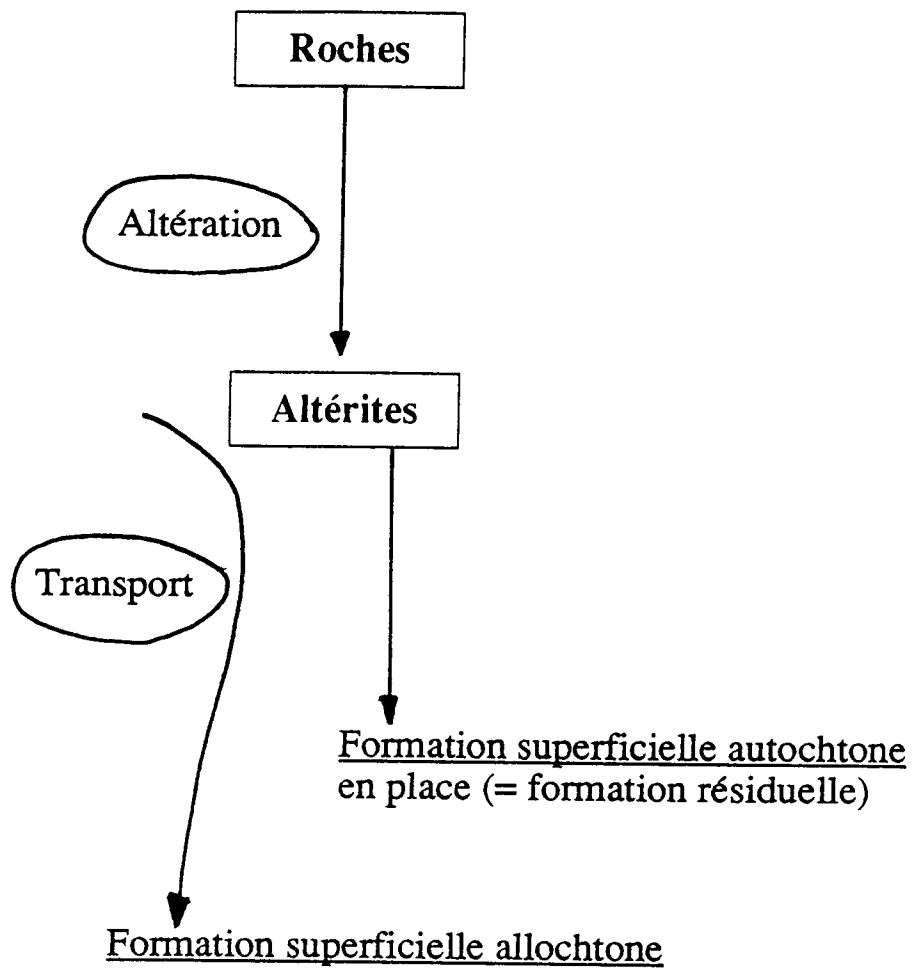 Roches
Altération
Altérites
Transport
Formation superficielle autochtone
en place (= formation résiduelle)
Formation superficielle allochtone